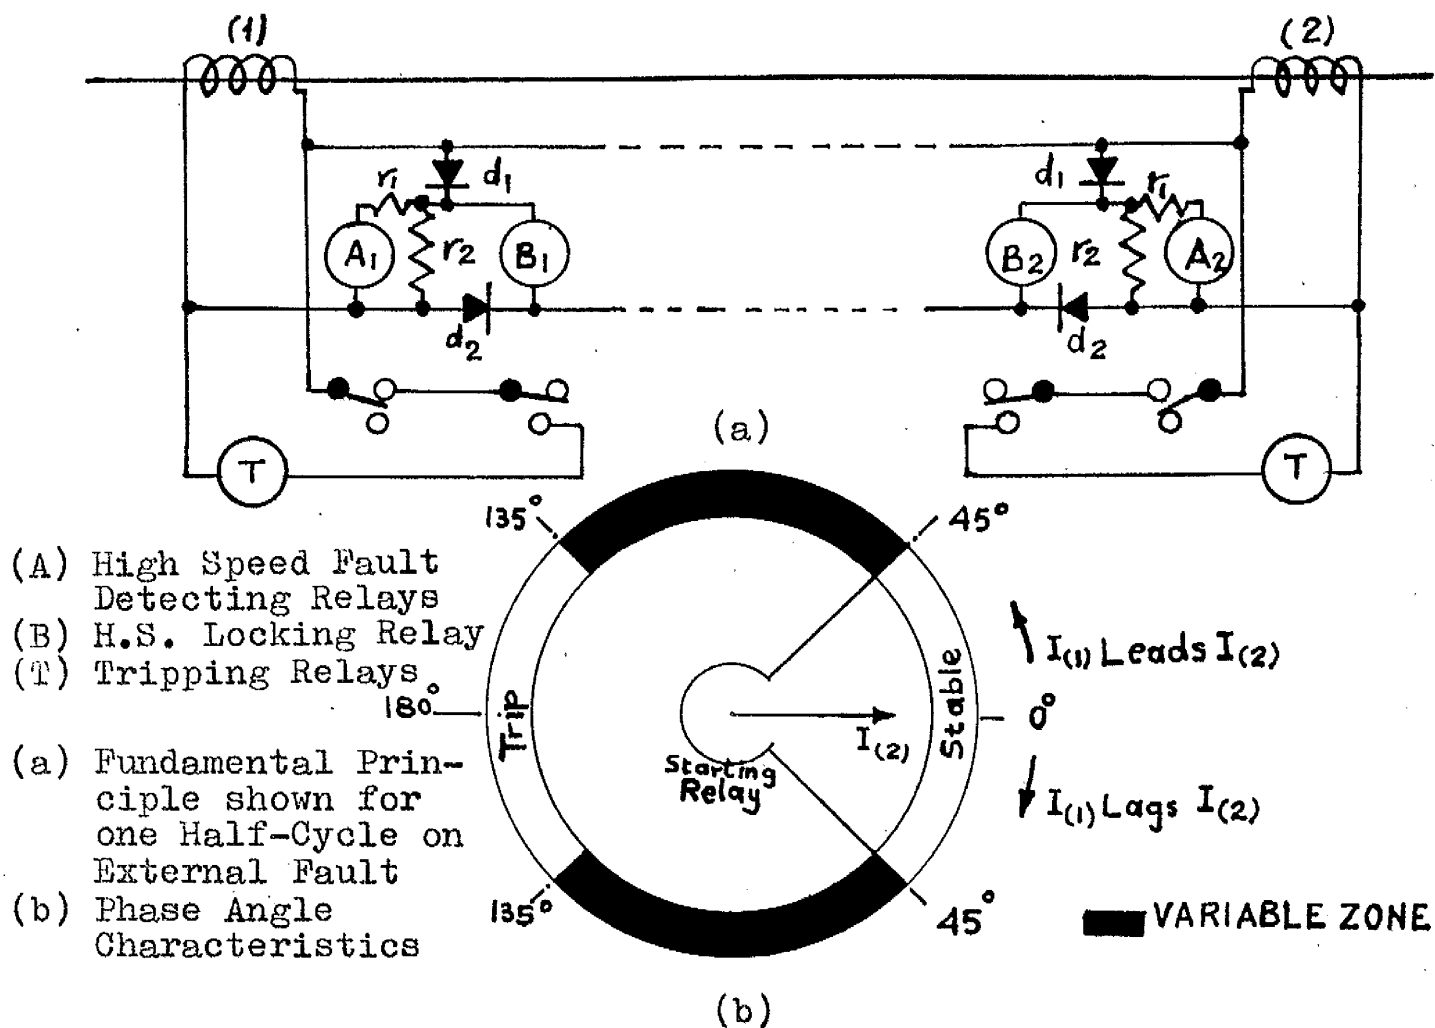 (1)
(2)
r1
d1
A1
r2
B1
d2
d1
r1
B2
r2
A2
d2
(a)
T
T
(A) High Speed Fault
Detecting Relays
(B) H.S. Locking Relay
(T) Tripping Relays
(a) Fundamental Prin-
ciple shown for
one Half-Cycle on
External Fault
(b) Phase Angle
Characteristics
135°
45°
180°
Trip
Stable
0°
I(2)
Starting
Relay
I(1) Leads I(2)
I(1) Lags I(2)
135°
45°
VARIABLE ZONE
(b)